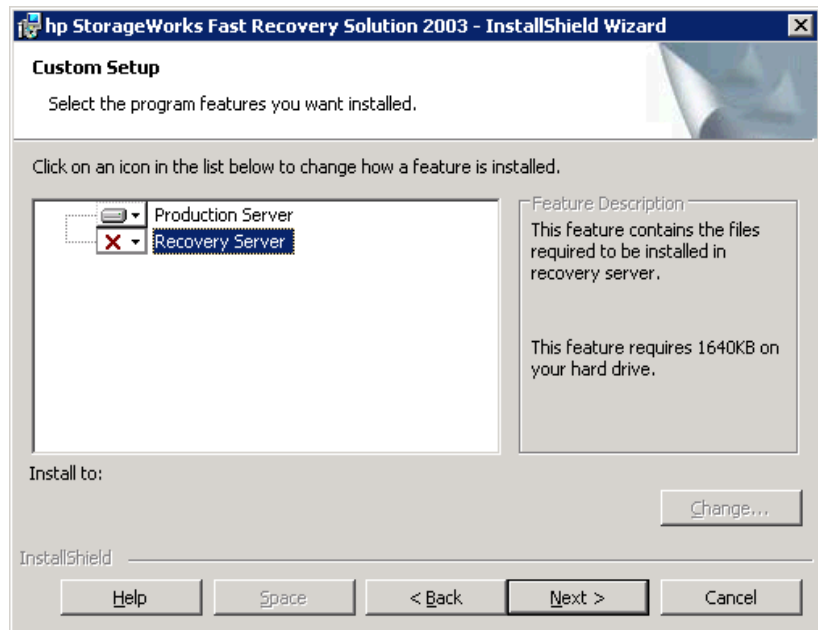 hp StorageWorks Fast Recovery Solution 2003 - InstallShield Wizard
Custom Setup
Select the program features you want installed.
Click on an icon in the list below to change how a feature is installed.
Production Server
Recovery Server
Feature Description
This feature contains the files
required to be installed in
recovery server.
This feature requires 1640KB on
your hard drive.
Install to:
Change...
InstallShield
Help
Space
< Back
Next >
Cancel